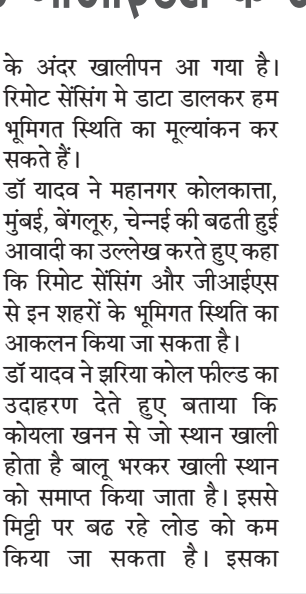 के अंदर खालीपन आ गया है।
रिमोट सेंसिंग मे डाटा डालकर हम
भूमिगत स्थिति का मूल्यांकन कर
सकते हैं।
डॉ यादव ने महानगर कोलकात्ता,
मुंबई, बेंगलूरु, चेन्नई की बढती हुई
आवादी का उल्लेख करते हुए कहा
कि रिमोट सेंसिंग और जीआईएस
से इन शहरों के भूमिगत स्थिति का
आकलन किया जा सकता है।
डॉ यादव ने झरिया कोल फील्ड का
उदाहरण देते हुए बताया कि
कोयला खनन से जो स्थान खाली
होता है बालू भरकर खाली स्थान
को समाप्त किया जाता है। इससे
मिट्टी पर बढ रहे लोड को कम
किया जा सकता है। इसका